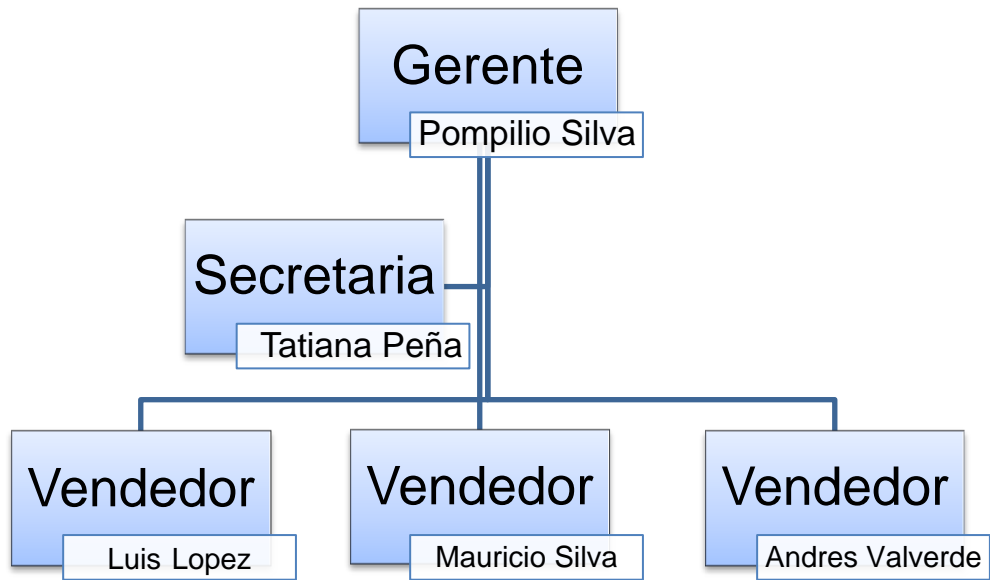 Gerente
Pompilio Silva
Secretaria
Tatiana Peña
Vendedor
Luis Lopez
Vendedor
Mauricio Silva
Vendedor
Andres Valverde